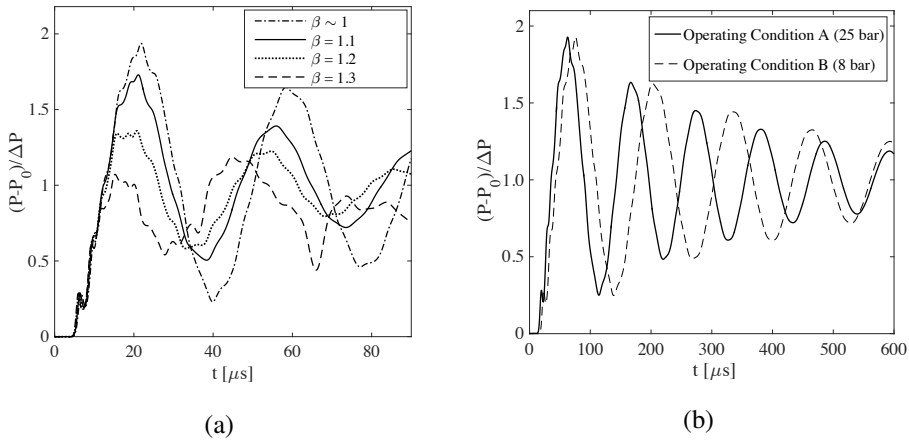 (a)
2
1.5
1
0.5
0
(P-P₀)/ΔP
β ∼ 1
β = 1.1
β = 1.2
β = 1.3
0 20 40 60 80
t [μs]
(a)
(b)
2
1.5
1.0
0.5
0
(P-P₀)/ΔP
Operating Condition A (25 bar)
Operating Condition B (8 bar)
0 100 200 300 400 500 600
t [μs]
(b)